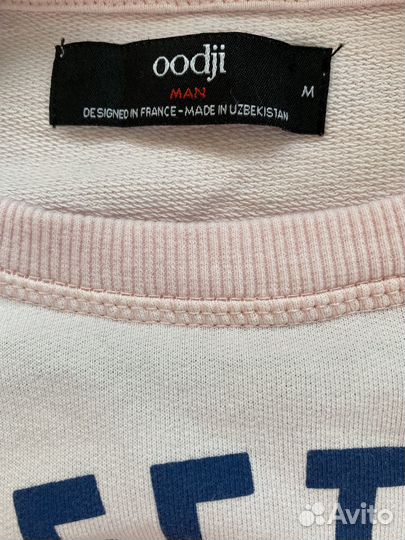 oodji
MAN
M
DESIGNED IN FRANCE-MADE IN UZBEKISTAN
Avito